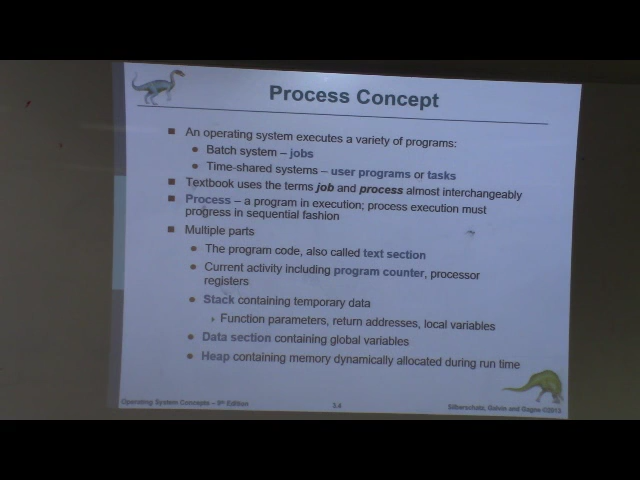 Process Concept
An operating system executes a variety of programs:
Batch system – jobs
Time-shared systems – user programs or tasks
Textbook uses the terms job and process almost interchangeably
Process – a program in execution; process execution must
progress in sequential fashion
Multiple parts
The program code, also called text section
Current activity including program counter, processor
registers
Stack containing temporary data
Function parameters, return addresses, local variables
Data section containing global variables
Heap containing memory dynamically allocated during run time
Operating System Concepts – 9th Edition
3.4
Silberschatz, Galvin and Gagne ©2013